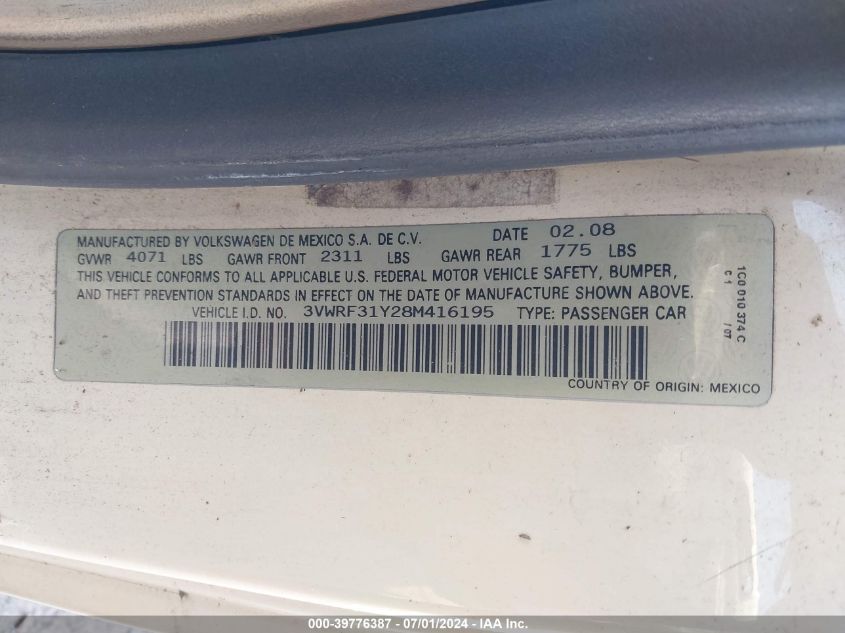 MANUFACTURED BY VOLKSWAGEN DE MEXICO S.A. DE C.V. DATE 02.08
GVWR 4071 LBS GAWR FRONT 2311 LBS GAWR REAR 1775 LBS
THIS VEHICLE CONFORMS TO ALL APPLICABLE U.S. FEDERAL MOTOR VEHICLE SAFETY, BUMPER,
AND THEFT PREVENTION STANDARDS IN EFFECT ON THE DATE OF MANUFACTURE SHOWN ABOVE.
VEHICLE I.D. NO. 3VWRF31Y28M416195 TYPE: PASSENGER CAR
COUNTRY OF ORIGIN: MEXICO
1C0 010 374 C
C1 /07
000-39776387 - 07/01/2024 - IAA Inc.